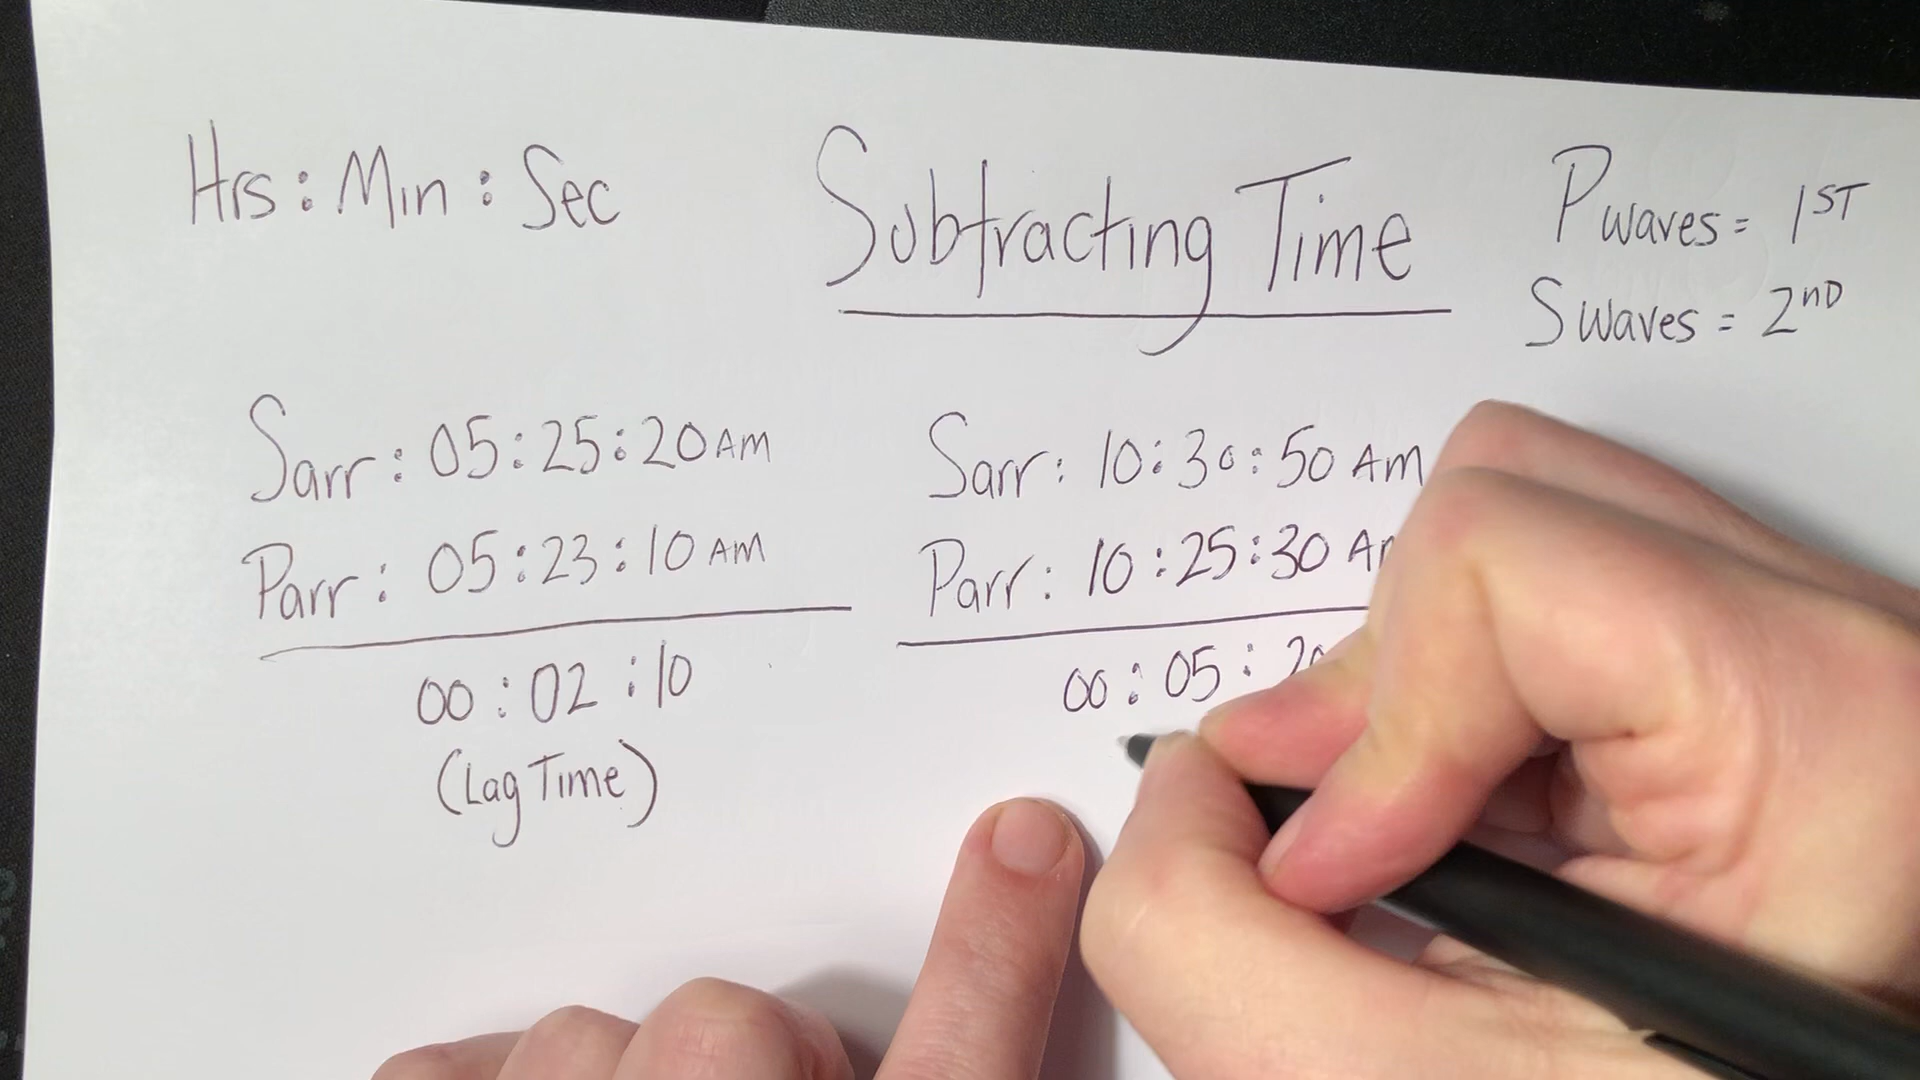 Hrs : Min : Sec
Subtracting Time
P waves = 1ST
S waves = 2nD
Sarr : 05:25:20 AM
Parr : 05:23:10 AM
00 : 02 : 10
(Lag Time)
Sarr : 10:30:50 Am
Parr : 10:25:30
00 : 05 : 20